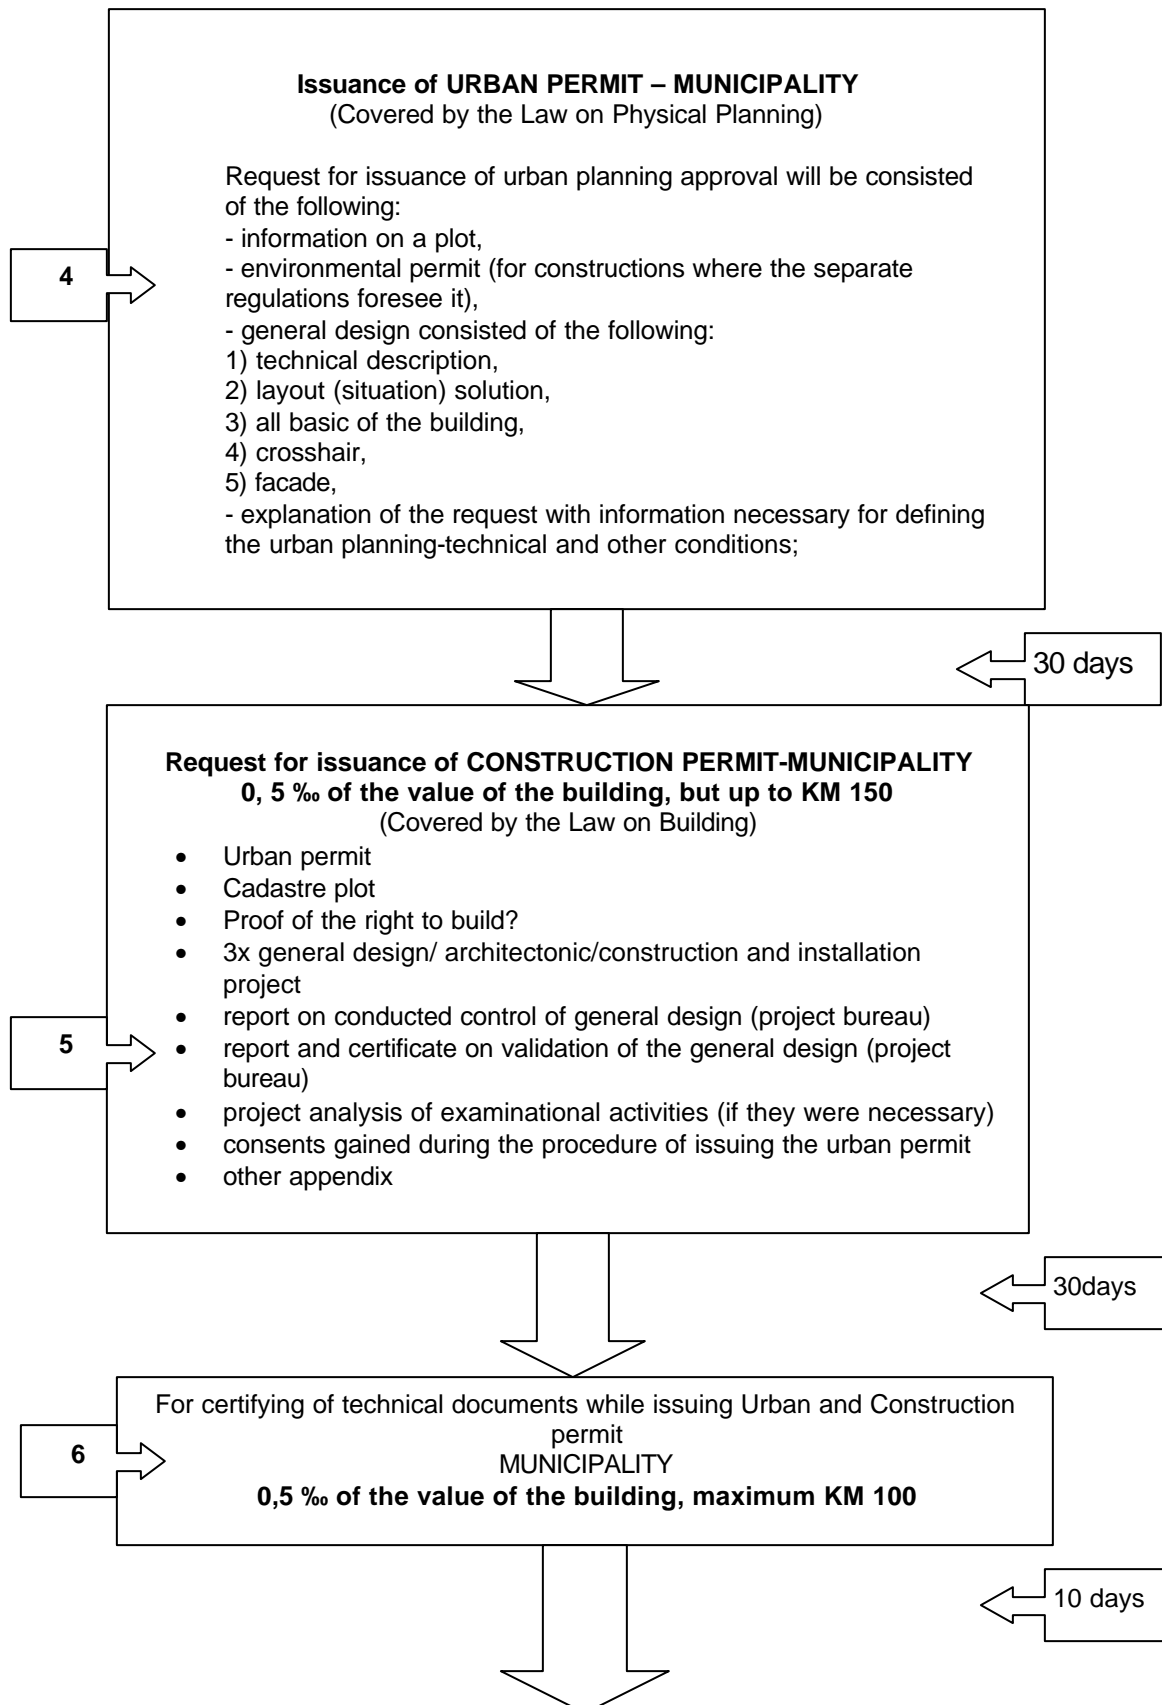 Issuance of URBAN PERMIT – MUNICIPALITY
(Covered by the Law on Physical Planning)
Request for issuance of urban planning approval will be consisted
of the following:
- information on a plot,
- environmental permit (for constructions where the separate
regulations foresee it),
- general design consisted of the following:
1) technical description,
2) layout (situation) solution,
3) all basic of the building,
4) crosshair,
5) facade,
- explanation of the request with information necessary for defining
the urban planning-technical and other conditions;
4
30 days
Request for issuance of CONSTRUCTION PERMIT-MUNICIPALITY
0, 5 ‰ of the value of the building, but up to KM 150
(Covered by the Law on Building)
• Urban permit
• Cadastre plot
• Proof of the right to build?
• 3x general design/ architectonic/construction and installation
project
• report on conducted control of general design (project bureau)
• report and certificate on validation of the general design (project
bureau)
• project analysis of examinational activities (if they were necessary)
• consents gained during the procedure of issuing the urban permit
• other appendix
5
30days
For certifying of technical documents while issuing Urban and Construction
permit
MUNICIPALITY
0,5 ‰ of the value of the building, maximum KM 100
6
10 days